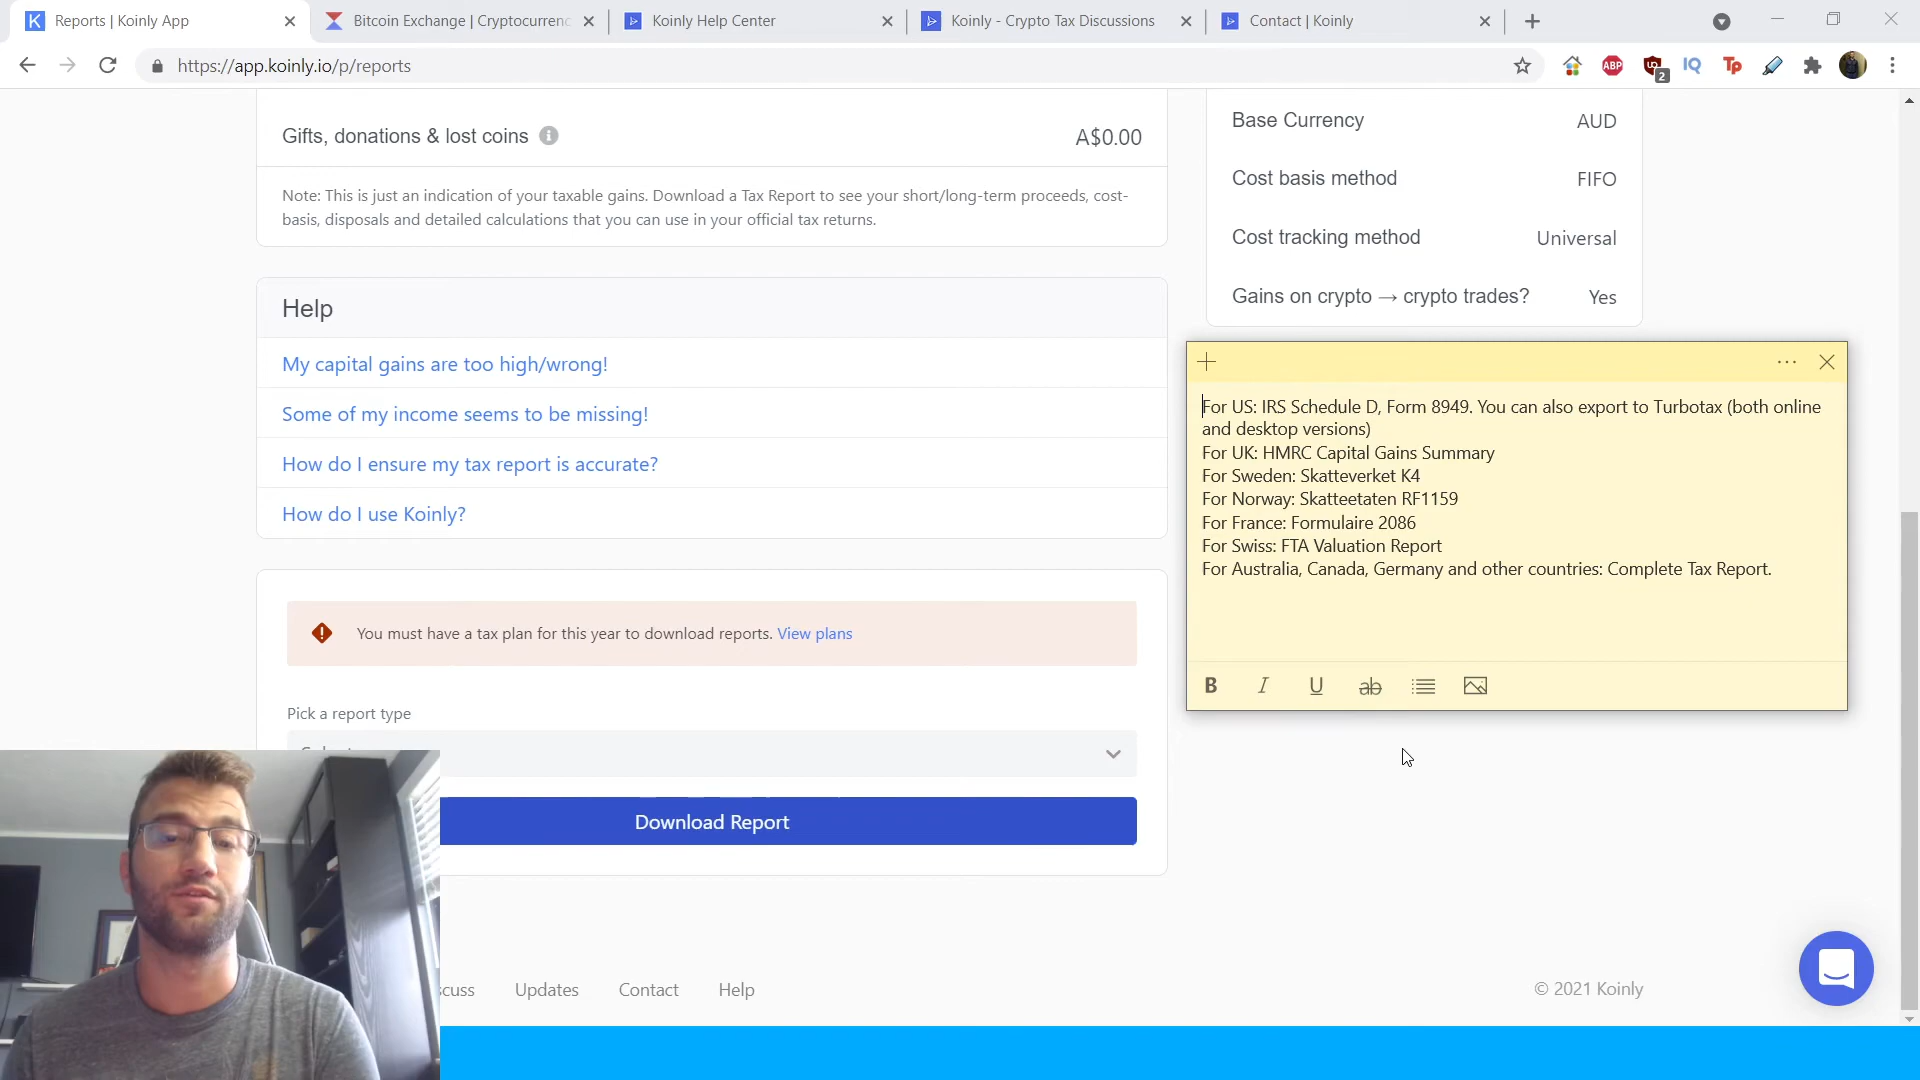 Reports | Koinly App
Bitcoin Exchange | Cryptocurrenc
Koinly Help Center
Koinly - Crypto Tax Discussions
Contact | Koinly
https://app.koinly.io/p/reports
ABP
2
IQ
Tp
Gifts, donations & lost coins
A$0.00
Note: This is just an indication of your taxable gains. Download a Tax Report to see your short/long-term proceeds, cost-
basis, disposals and detailed calculations that you can use in your official tax returns.
Base Currency AUD
Cost basis method FIFO
Cost tracking method Universal
Gains on crypto → crypto trades? Yes
Help
My capital gains are too high/wrong!
Some of my income seems to be missing!
How do I ensure my tax report is accurate?
How do I use Koinly?
For US: IRS Schedule D, Form 8949. You can also export to Turbotax (both online
and desktop versions)
For UK: HMRC Capital Gains Summary
For Sweden: Skatteverket K4
For Norway: Skatteetaten RF1159
For France: Formulaire 2086
For Swiss: FTA Valuation Report
For Australia, Canada, Germany and other countries: Complete Tax Report.
B I U ab
You must have a tax plan for this year to download reports. View plans
Pick a report type
Download Report
Updates
Contact
Help
© 2021 Koinly